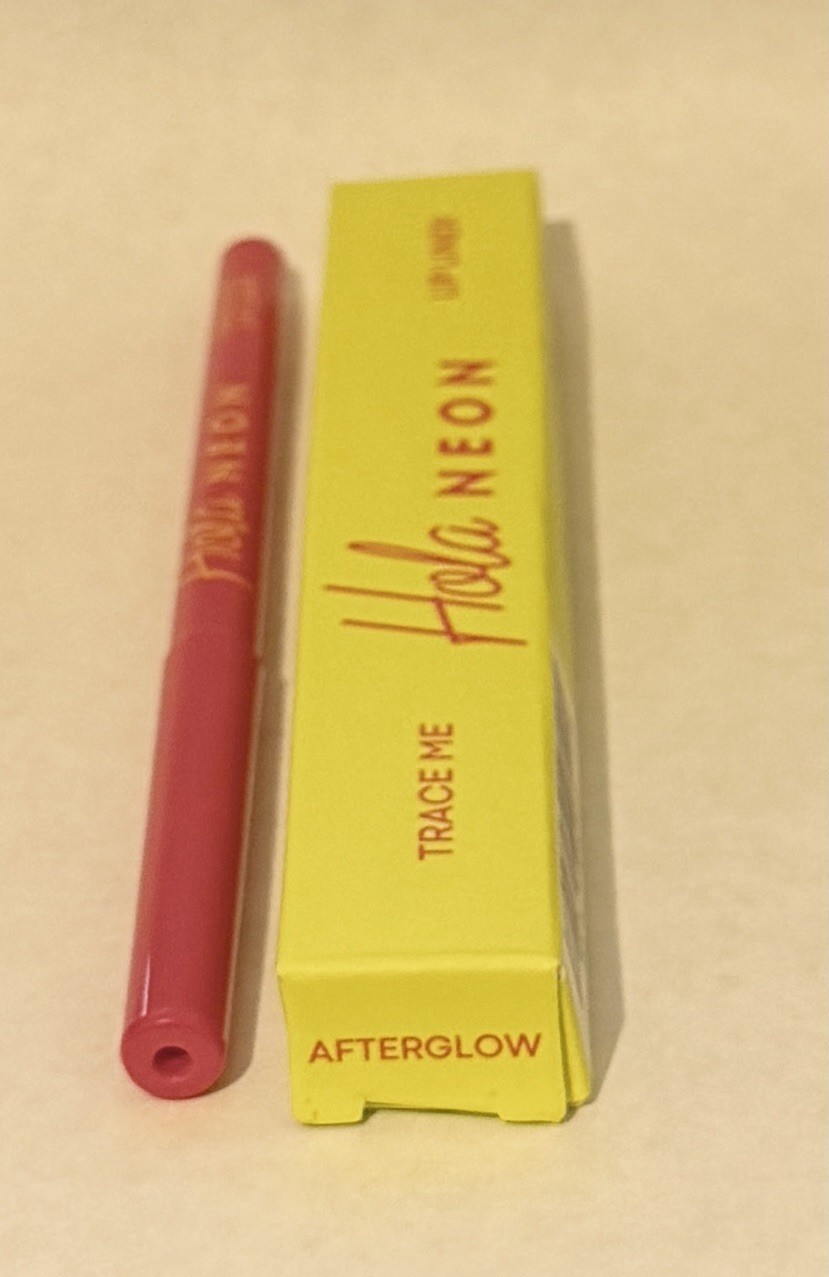 Hola NEON
TRACE ME
Hola NEON
LIP LINER
AFTERGLOW